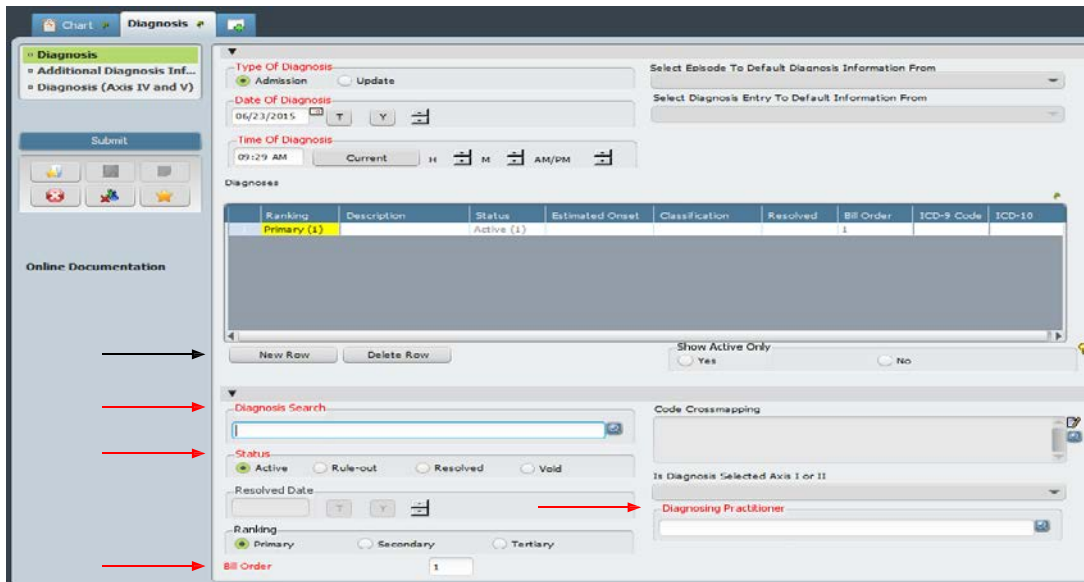 Chart Diagnosis
Diagnosis
Additional Diagnosis Inf...
Diagnosis (Axis IV and V)
Submit
Online Documentation
Type Of Diagnosis
Admission Update
Select Episode To Default Diagnosis Information From
Date Of Diagnosis
06/23/2015 T Y
Select Diagnosis Entry To Default Information From
Time Of Diagnosis
09:29 AM Current H M AM/PM
Diagnoses
Ranking Description Status Estimated Onset Classification Resolved Bill Order ICD-9 Code ICD-10
Primary (1) Active (1) 1
New Row Delete Row
Show Active Only
Yes No
Diagnosis Search
Code Crossmapping
Status
Active Rule-out Resolved Void
Is Diagnosis Selected Axis I or II
Resolved Date
T Y
Diagnosing Practitioner
Ranking
Primary Secondary Tertiary
Bill Order 1